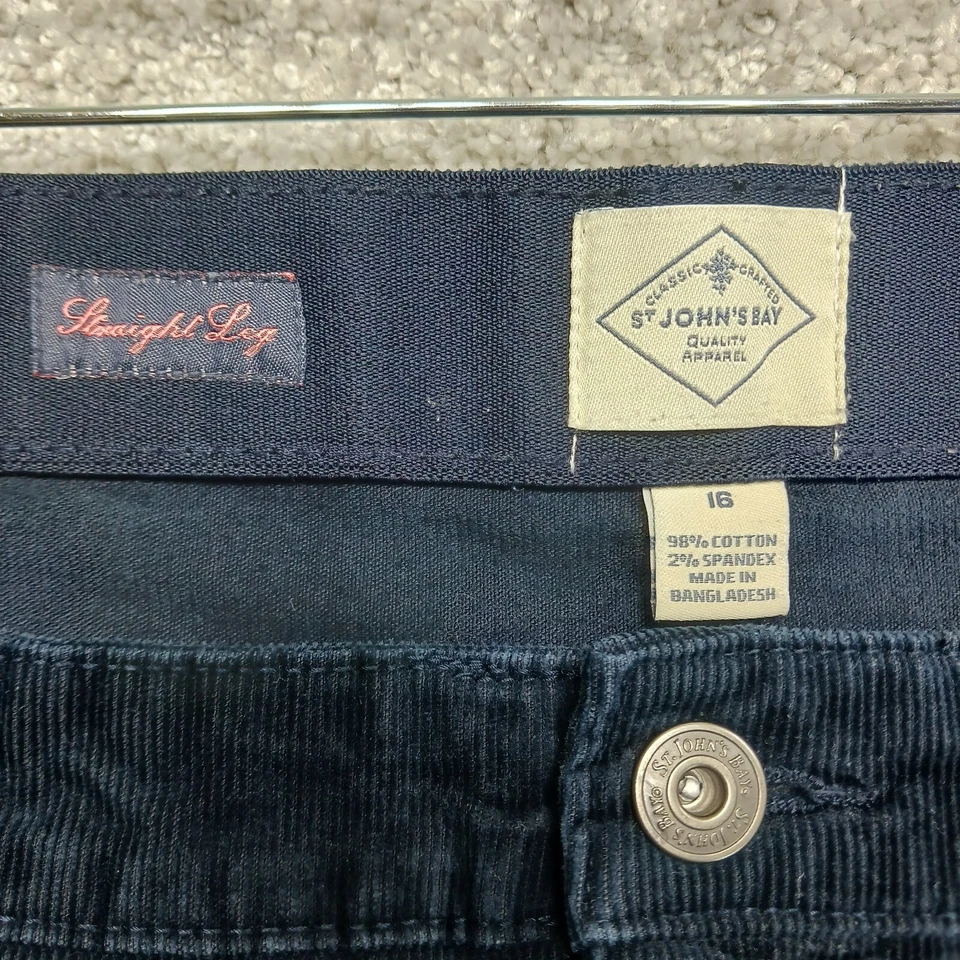 Straight Leg
CLASSIC CRAFTED
ST JOHN'S BAY
QUALITY
APPAREL
16
98% COTTON
2% SPANDEX
MADE IN
BANGLADESH
ST. JOHN'S BAY
ST. JOHN'S BAY